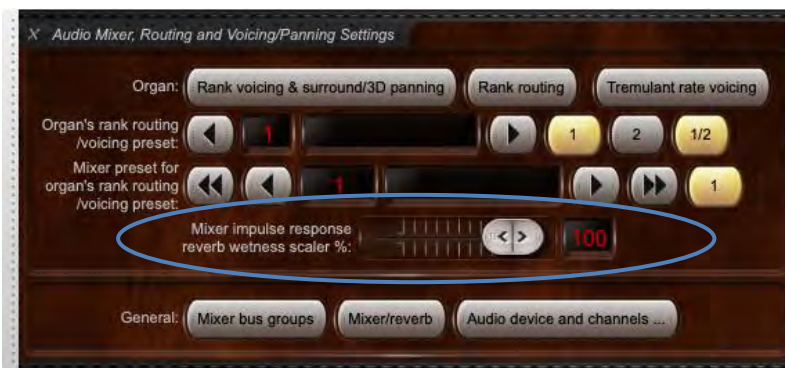 X Audio Mixer, Routing and Voicing/Panning Settings
Organ: Rank voicing & surround/3D panning Rank routing Tremulant rate voicing
Organ's rank routing
/voicing preset: 1 1 2 1/2
Mixer preset for
organ's rank routing
/voicing preset: 1 1
Mixer impulse response
reverb wetness scaler %: < > 100
General: Mixer bus groups Mixer/reverb Audio device and channels ...